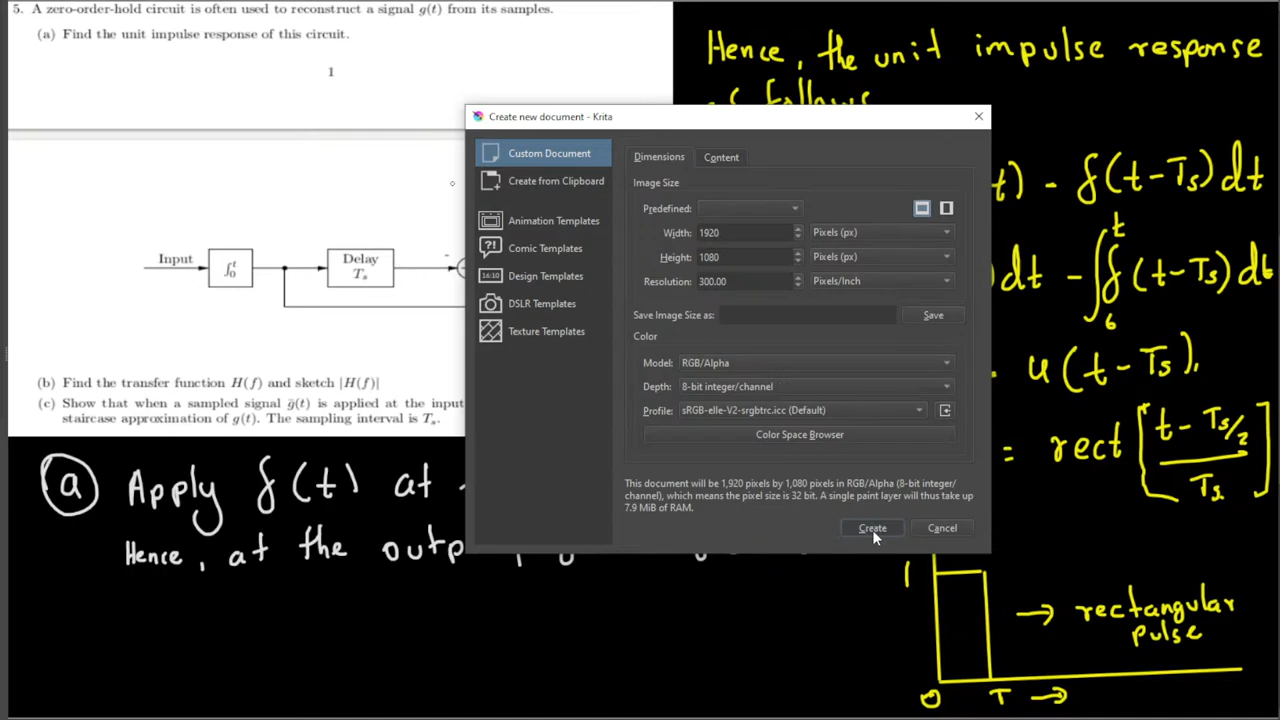 5. A zero-order-hold circuit is often used to reconstruct a signal g(t) from its samples.
(a) Find the unit impulse response of this circuit.
1
Input
∫₀ᵗ
Delay
Tₛ
-
(b) Find the transfer function H(f) and sketch |H(f)|
(c) Show that when a sampled signal ḡ(t) is applied at the input
staircase approximation of g(t). The sampling interval is Tₛ.
Create new document - Krita
Custom Document
Create from Clipboard
Animation Templates
Comic Templates
Design Templates
16:10
DSLR Templates
Texture Templates
Dimensions
Content
Image Size
Predefined:
Width: 1920 Pixels (px)
Height: 1080 Pixels (px)
Resolution: 300.00 Pixels/Inch
Save Image Size as:
Save
Color
Model: RGB/Alpha
Depth: 8-bit integer/channel
Profile: sRGB-elle-V2-srgbtrc.icc (Default)
Color Space Browser
This document will be 1,920 pixels by 1,080 pixels in RGB/Alpha (8-bit integer/
channel), which means the pixel size is 32 bit. A single paint layer will thus take up
7.9 MiB of RAM.
Create
Cancel
Hence, the unit impulse response
follows
t) - δ(t-Tₛ) dt
dt - ∫ δ(t-Tₛ) dt
u(t-Tₛ).
= rect [ t-Tₛ/2 / Tₛ ]
(a) Apply δ(t) at
Hence, at the outp
1
→ rectangular
pulse
0 T →